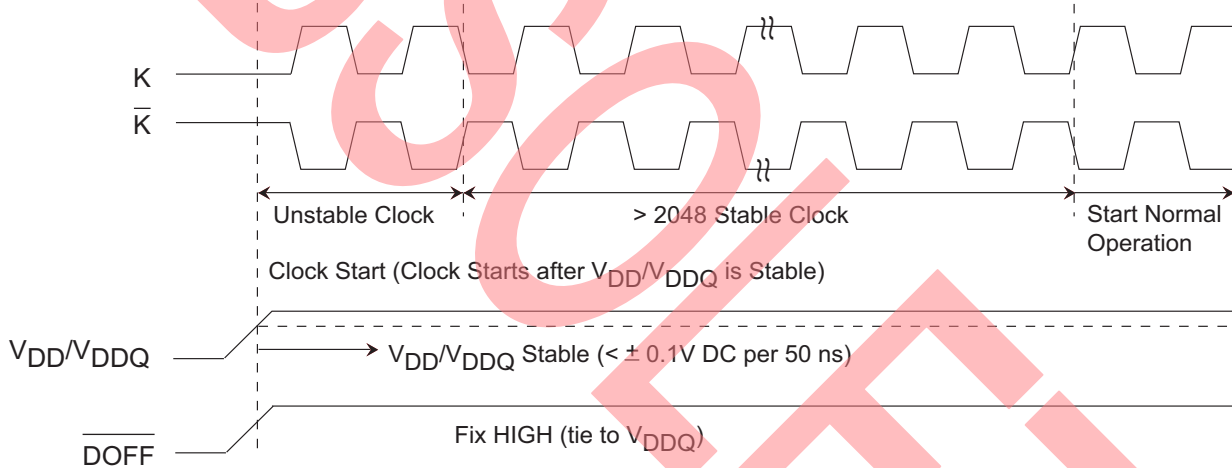 K
K̅
Unstable Clock
> 2048 Stable Clock
Start Normal
Operation
Clock Start (Clock Starts after VDD/VDDQ is Stable)
VDD/VDDQ
VDD/VDDQ Stable (< ± 0.1V DC per 50 ns)
D̅O̅F̅F̅
Fix HIGH (tie to VDDQ)